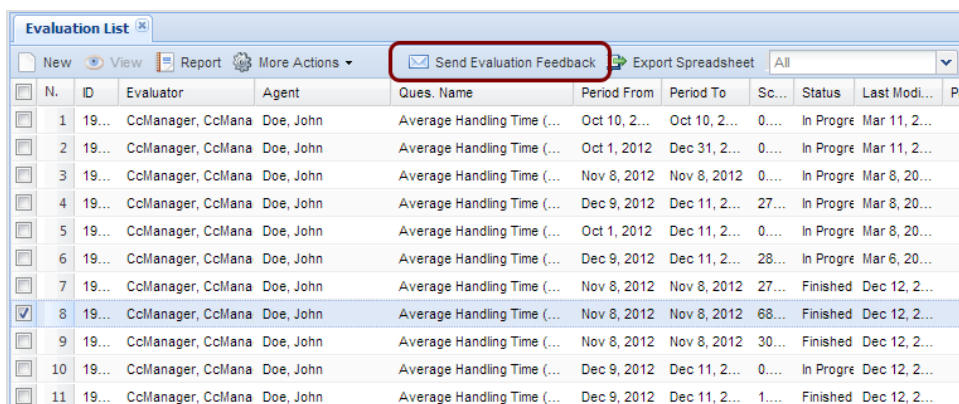 Evaluation List
New View Report More Actions Send Evaluation Feedback Export Spreadsheet All
N. ID Evaluator Agent Ques. Name Period From Period To Sc... Status Last Modi... P
1 19... CcManager, CcMana Doe, John Average Handling Time (... Oct 10, 2... Oct 10, 2... 0.... In Progre Mar 11, 2...
2 19... CcManager, CcMana Doe, John Average Handling Time (... Oct 1, 2012 Dec 31, 2... 0.... In Progre Mar 11, 2...
3 19... CcManager, CcMana Doe, John Average Handling Time (... Nov 8, 2012 Nov 8, 2012 0.... In Progre Mar 8, 20...
4 19... CcManager, CcMana Doe, John Average Handling Time (... Dec 9, 2012 Dec 11, 2... 27... In Progre Mar 8, 20...
5 19... CcManager, CcMana Doe, John Average Handling Time (... Oct 1, 2012 Dec 11, 2... 0.... In Progre Mar 8, 20...
6 19... CcManager, CcMana Doe, John Average Handling Time (... Dec 9, 2012 Dec 11, 2... 28... In Progre Mar 6, 20...
7 19... CcManager, CcMana Doe, John Average Handling Time (... Nov 8, 2012 Nov 8, 2012 27... Finished Dec 12, 2...
8 19... CcManager, CcMana Doe, John Average Handling Time (... Nov 8, 2012 Nov 8, 2012 68... Finished Dec 12, 2...
9 19... CcManager, CcMana Doe, John Average Handling Time (... Nov 8, 2012 Nov 8, 2012 30... Finished Dec 12, 2...
10 19... CcManager, CcMana Doe, John Average Handling Time (... Dec 9, 2012 Dec 11, 2... 0.... In Progre Dec 12, 2...
11 19... CcManager, CcMana Doe, John Average Handling Time (... Dec 9, 2012 Dec 11, 2... 1.... Finished Dec 12, 2...